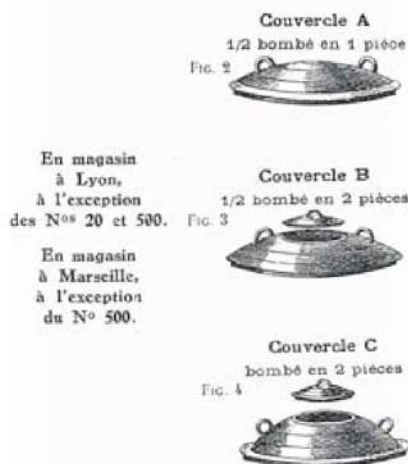 Couvercle A
1/2 bombé en 1 pièce
Fig. 2
En magasin
à Lyon,
à l'exception
des Nos 20 et 500.
En magasin
à Marseille,
à l'exception
du No 500.
Couvercle B
1/2 bombé en 2 pièces
Fig. 3
Couvercle C
bombé en 2 pièces
Fig. 4